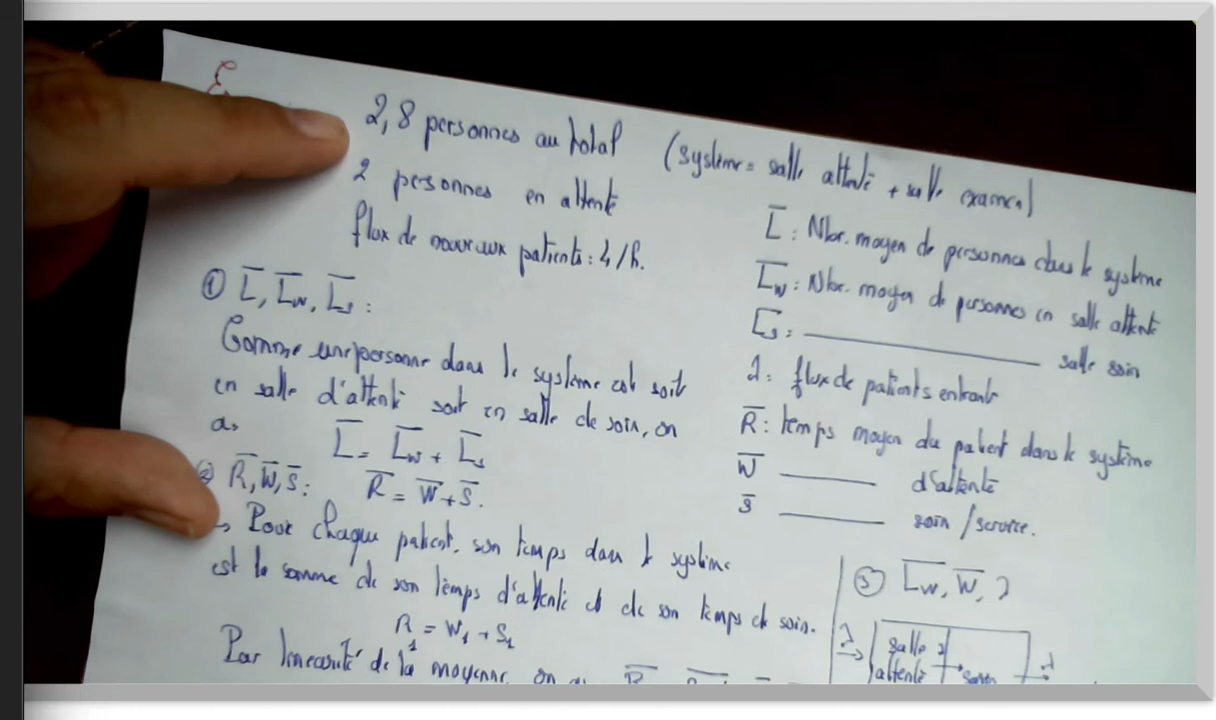 2,8 personnes au total (système = salle attente + salle examen)
2 personnes en attente
flux de nouveaux patients : 4/h.
① L̅, L̅w, L̅s :
Comme une personne dans le système est soit
en salle d'attente soit en salle de soin, on
a,
L̅ = L̅w + L̅s
② R̅, W̅, S̅ : R̅ = W̅ + S̅.
→ Pour chaque patient, son temps dans le système
est la somme de son temps d'attente et de son temps de soin.
R₁ = W₁ + S₁
Par linéarité de la moyenne, on a
L̅ : Nbr. moyen de personnes dans le système
L̅w : Nbr. moyen de personnes en salle attente
L̅s : ——— salle soin
λ : flux de patients entrant
R̅ : temps moyen du patient dans le système
W̅ ——— d'attente
S̅ ——— soin / service.
③ L̅w, W̅, λ
λ → salle attente → soin → λ